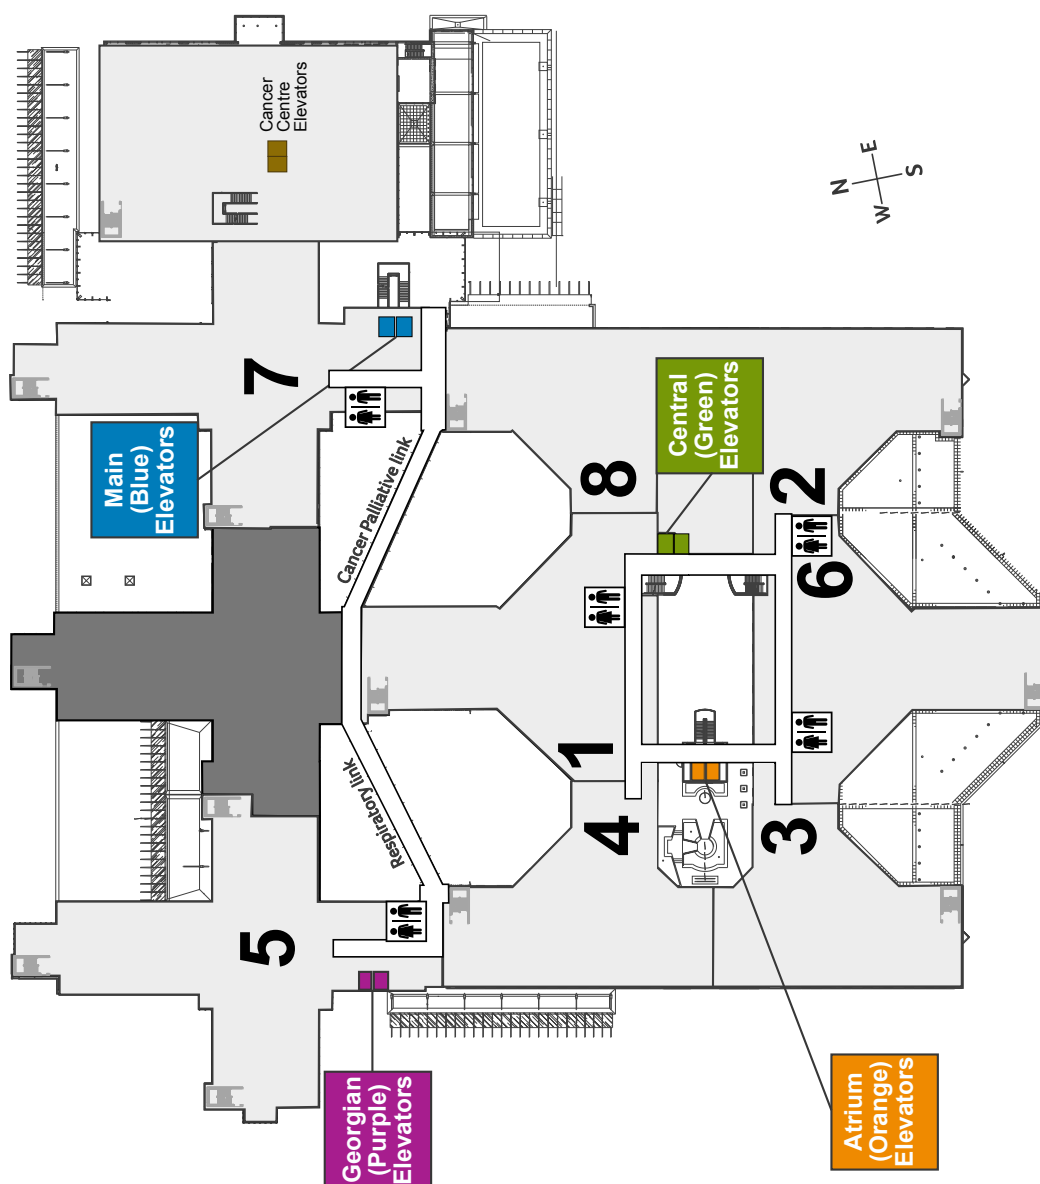 Cancer
Centre
Elevators
N
E
S
W
7
Main
(Blue)
Elevators
Cancer Palliative link
8
Central
(Green)
Elevators
2
6
1
4
3
Respiratory link
5
Georgian
(Purple)
Elevators
Atrium
(Orange)
Elevators